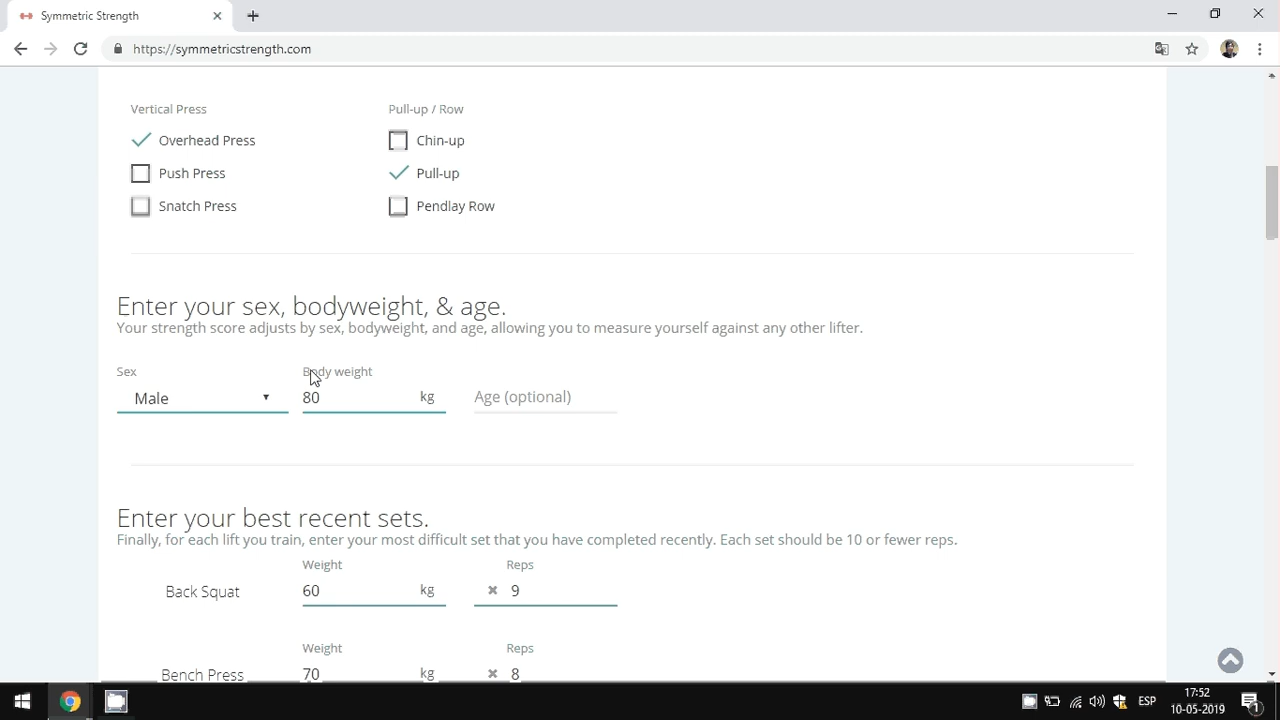 Symmetric Strength
https://symmetricstrength.com
Vertical Press
Pull-up / Row
Overhead Press
Chin-up
Push Press
Pull-up
Snatch Press
Pendlay Row
Enter your sex, bodyweight, & age.
Your strength score adjusts by sex, bodyweight, and age, allowing you to measure yourself against any other lifter.
Sex
Body weight
Male
80 kg
Age (optional)
Enter your best recent sets.
Finally, for each lift you train, enter your most difficult set that you have completed recently. Each set should be 10 or fewer reps.
Weight
Reps
Back Squat
60 kg
9
Weight
Reps
Bench Press
70 kg
8
ESP
17:52
10-05-2019
1